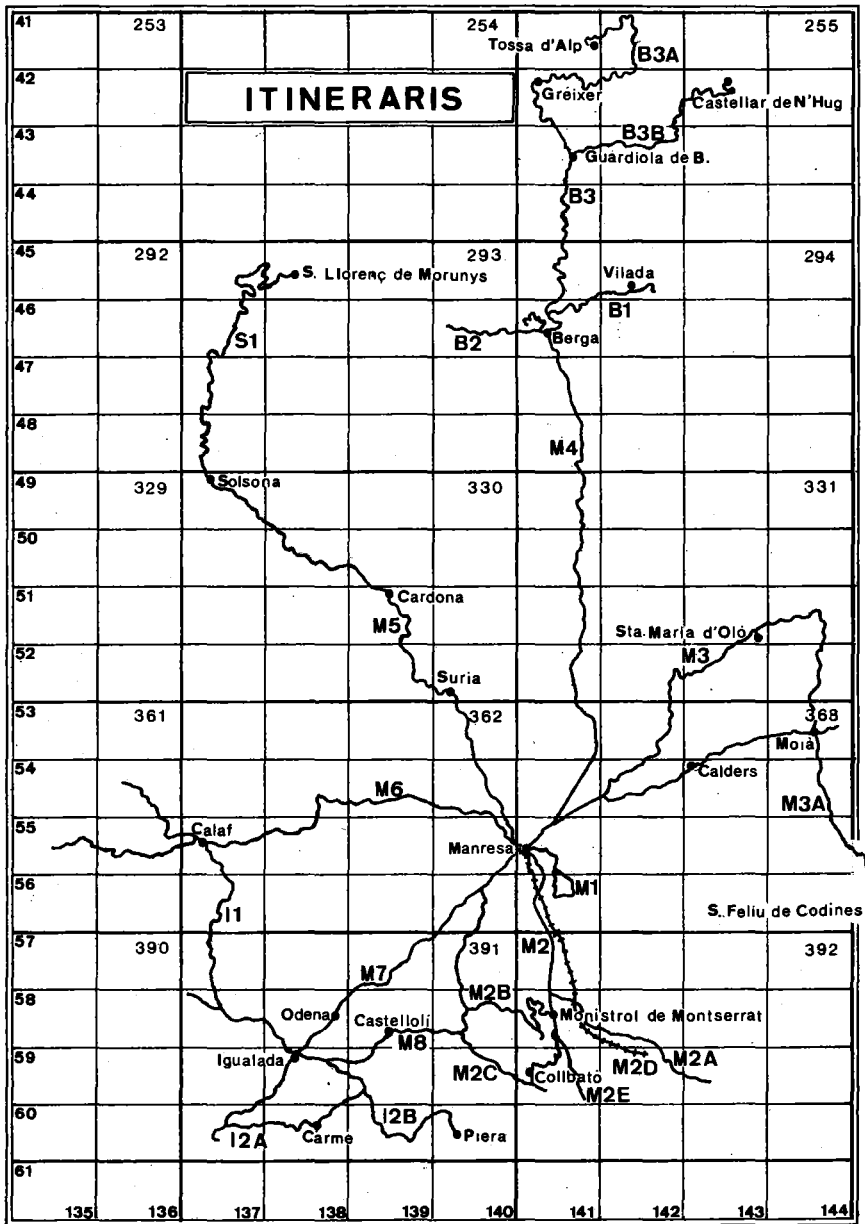 41
253
254
255
Tossa d'Alp
B3A
42
ITINERARIS
Gréixer
Castellar de N'Hug
43
B3B
Guardiola de B.
44
B3
45
292
293
294
S. Llorenç de Morunys
Vilada
46
B1
S1
B2
Berga
47
48
M4
49
329
Solsona
330
331
50
51
Cardona
M5
Sta. Maria d'Oló
52
M3
Suria
53
361
362
368
Moià
54
Calders
M6
M3A
55
Calaf
Manresa
56
M1
I1
S. Feliu de Codines
57
390
391
M2
392
M7
58
M2B
Odena
Castellolí
Monistrol de Montserrat
M8
59
Igualada
M2C
Collbató
M2D
M2A
M2E
60
I2B
I2A
Carme
Piera
61
135
136
137
138
139
140
141
142
143
144